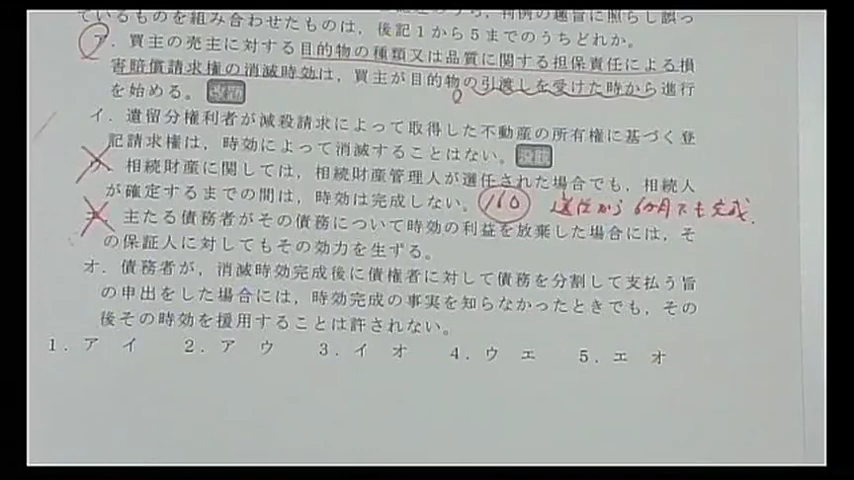 ているものを組み合わせたものは，後記１から５までのうちどれか。
ア．買主の売主に対する目的物の種類又は品質に関する担保責任による損
害賠償請求権の消滅時効は，買主が目的物の引渡しを受けた時から進行
を始める。
イ．遺留分権利者が減殺請求によって取得した不動産の所有権に基づく登
記請求権は，時効によって消滅することはない。
ウ．相続財産に関しては，相続財産管理人が選任された場合でも，相続人
が確定するまでの間は，時効は完成しない。 160 選任から6ヶ月でも完成.
エ．主たる債務者がその債務について時効の利益を放棄した場合には，そ
の保証人に対してもその効力を生ずる。
オ．債務者が，消滅時効完成後に債権者に対して債務を分割して支払う旨
の申出をした場合には，時効完成の事実を知らなかったときでも，その
後その時効を援用することは許されない。
１．ア イ ２．ア ウ ３．イ オ ４．ウ エ ５．エ オ